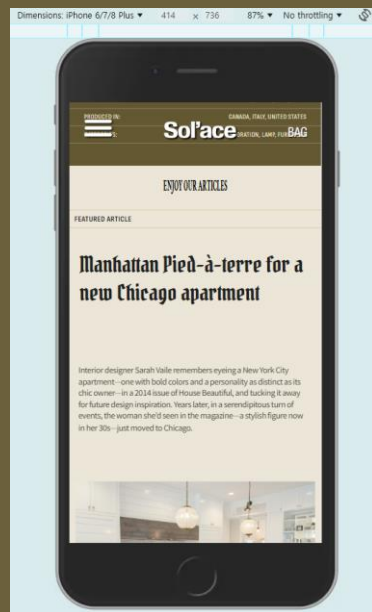 Dimensions: iPhone 6/7/8 Plus ▼ 414 × 736 87% ▼ No throttling ▼
PRODUCED IN: CANADA, ITALY, UNITED STATES
Sol'ace BAG
LAMP,
ENJOY OUR ARTICLES
FEATURED ARTICLE
Manhattan Pied-à-terre for a
new Chicago apartment
Interior designer Sarah Vaile remembers eyeing a New York City
apartment—one with bold colors and a personality as distinct as its
chic owner—in a 2014 issue of House Beautiful, and tucking it away
for future design inspiration. Years later, in a serendipitous turn of
events, the woman she'd seen in the magazine—a stylish figure now
in her 30s—just moved to Chicago.